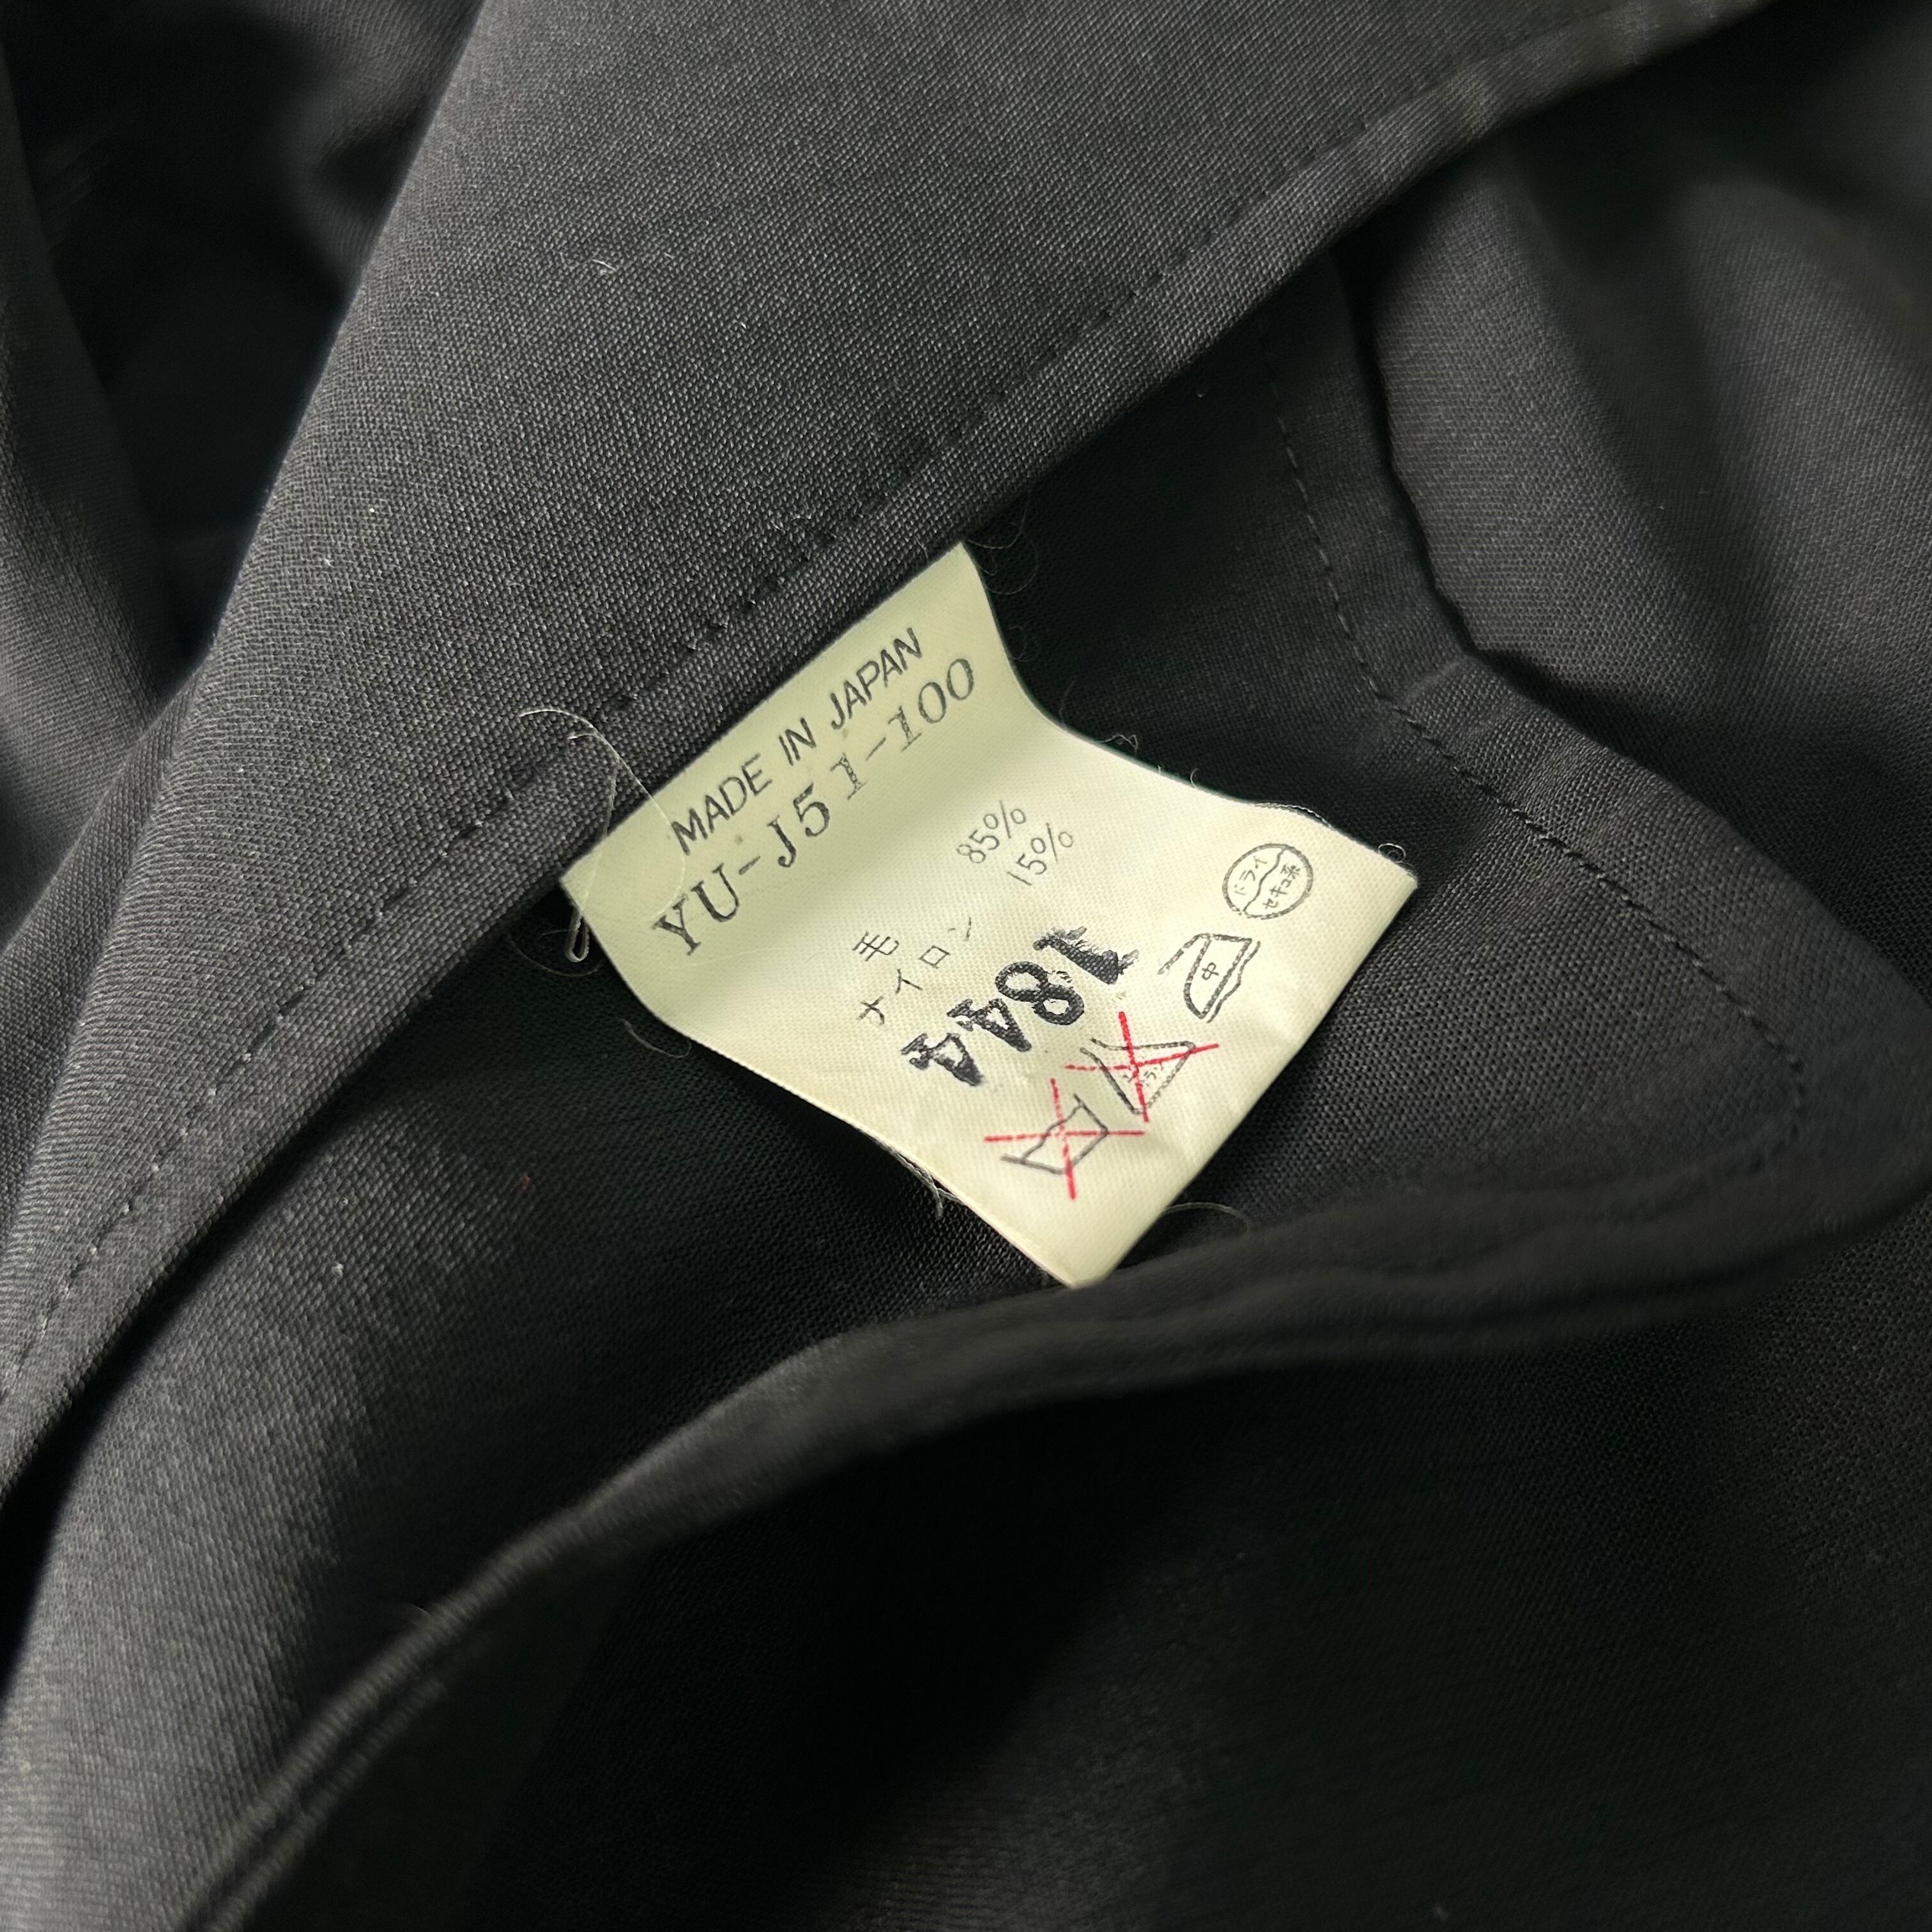 MADE IN JAPAN
YU-J51-100
毛 85%
ナイロン 15%
1844
ドライ
セキユ系
中